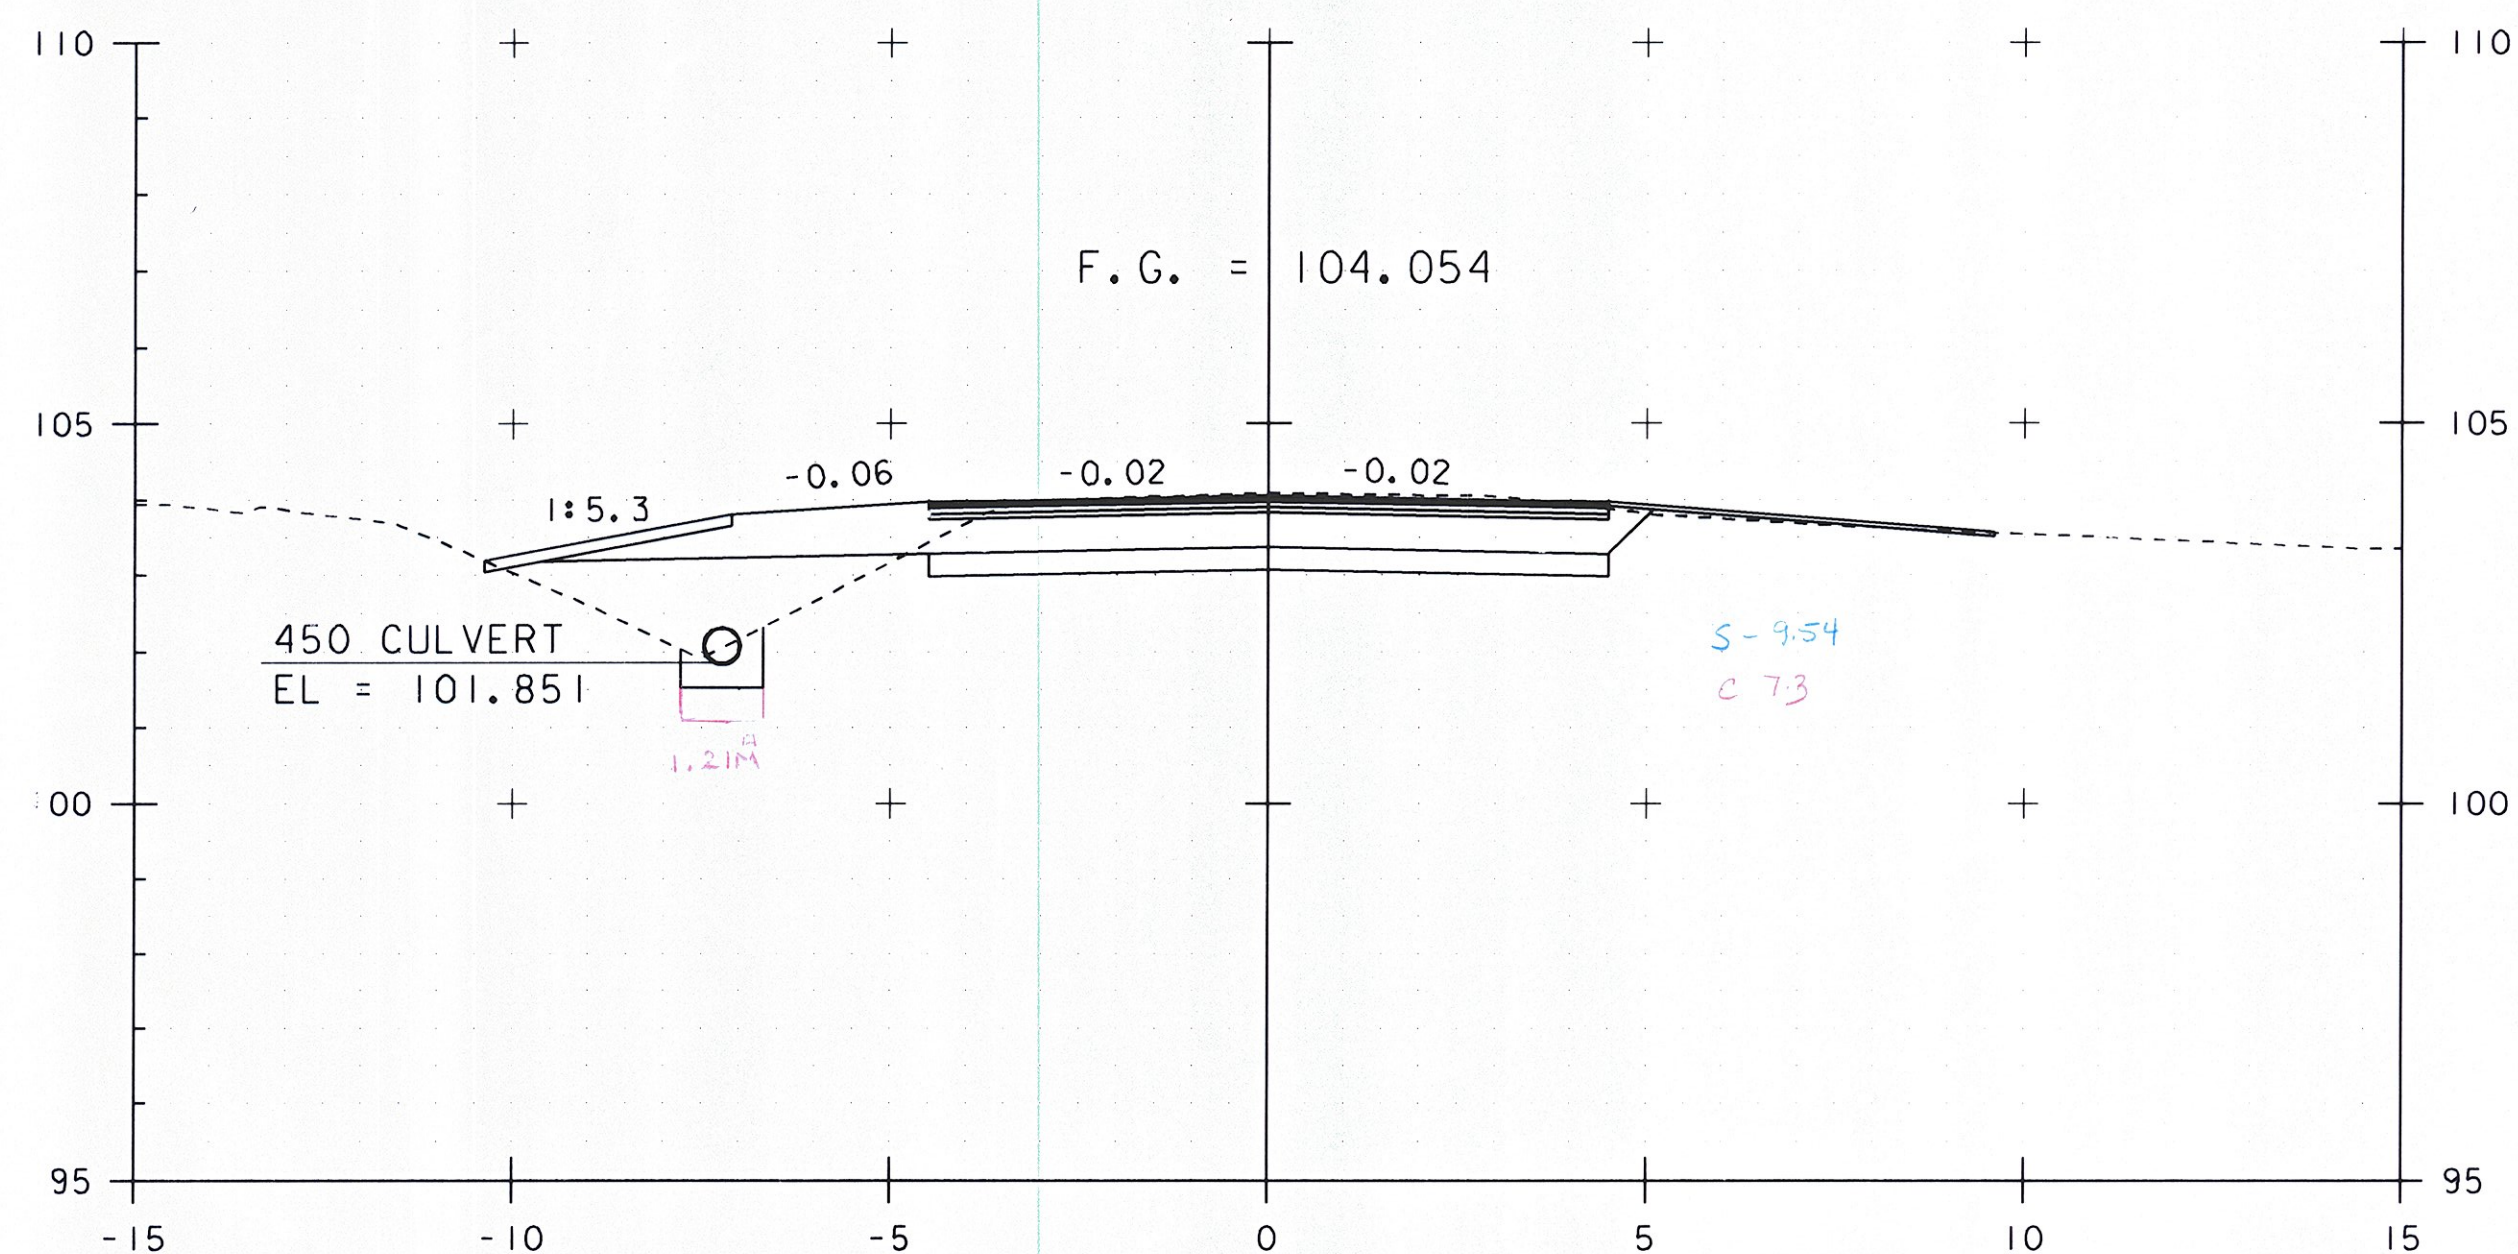 110 110
F.G. = 104.054
105 105
-0.06 -0.02 -0.02
1:5.3
450 CULVERT
EL = 101.851
S - 9.54
C 7.3
1.21M
100 100
95 95
-15 -10 -5 0 5 10 15